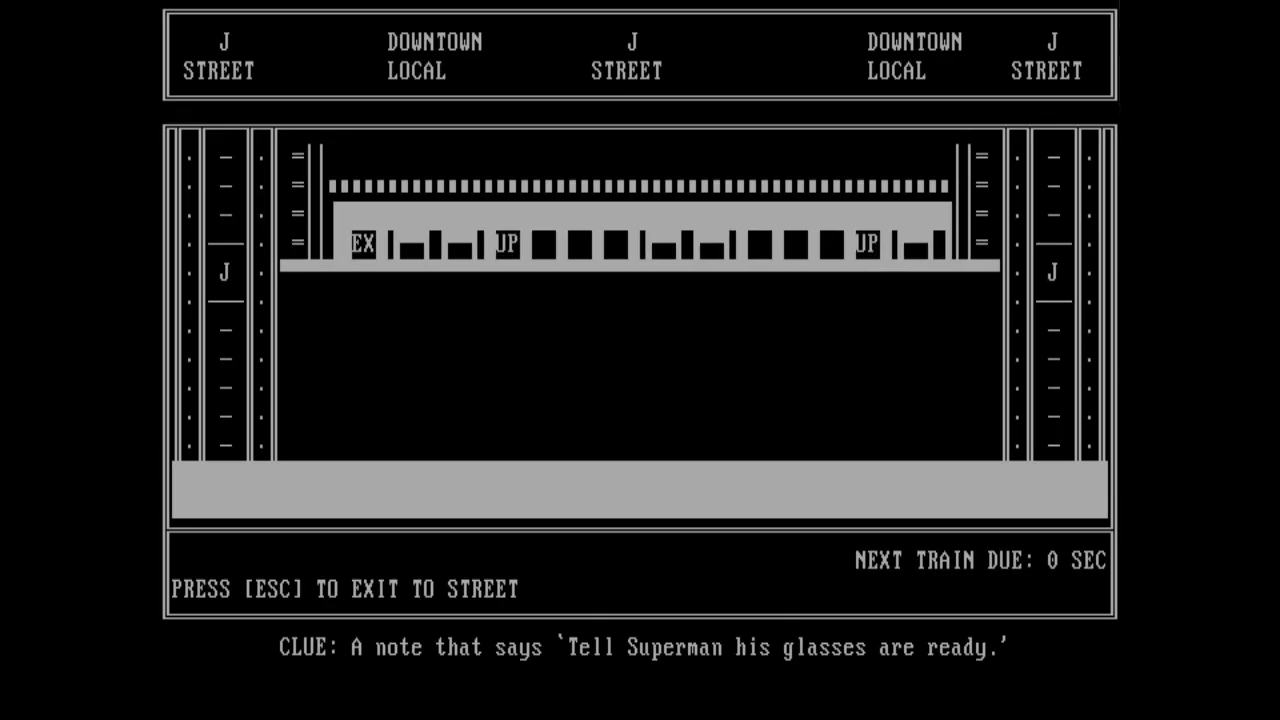 J DOWNTOWN J DOWNTOWN J
STREET LOCAL STREET LOCAL STREET
EX UP UP
J J
NEXT TRAIN DUE: 0 SEC
PRESS [ESC] TO EXIT TO STREET
CLUE: A note that says `Tell Superman his glasses are ready.'